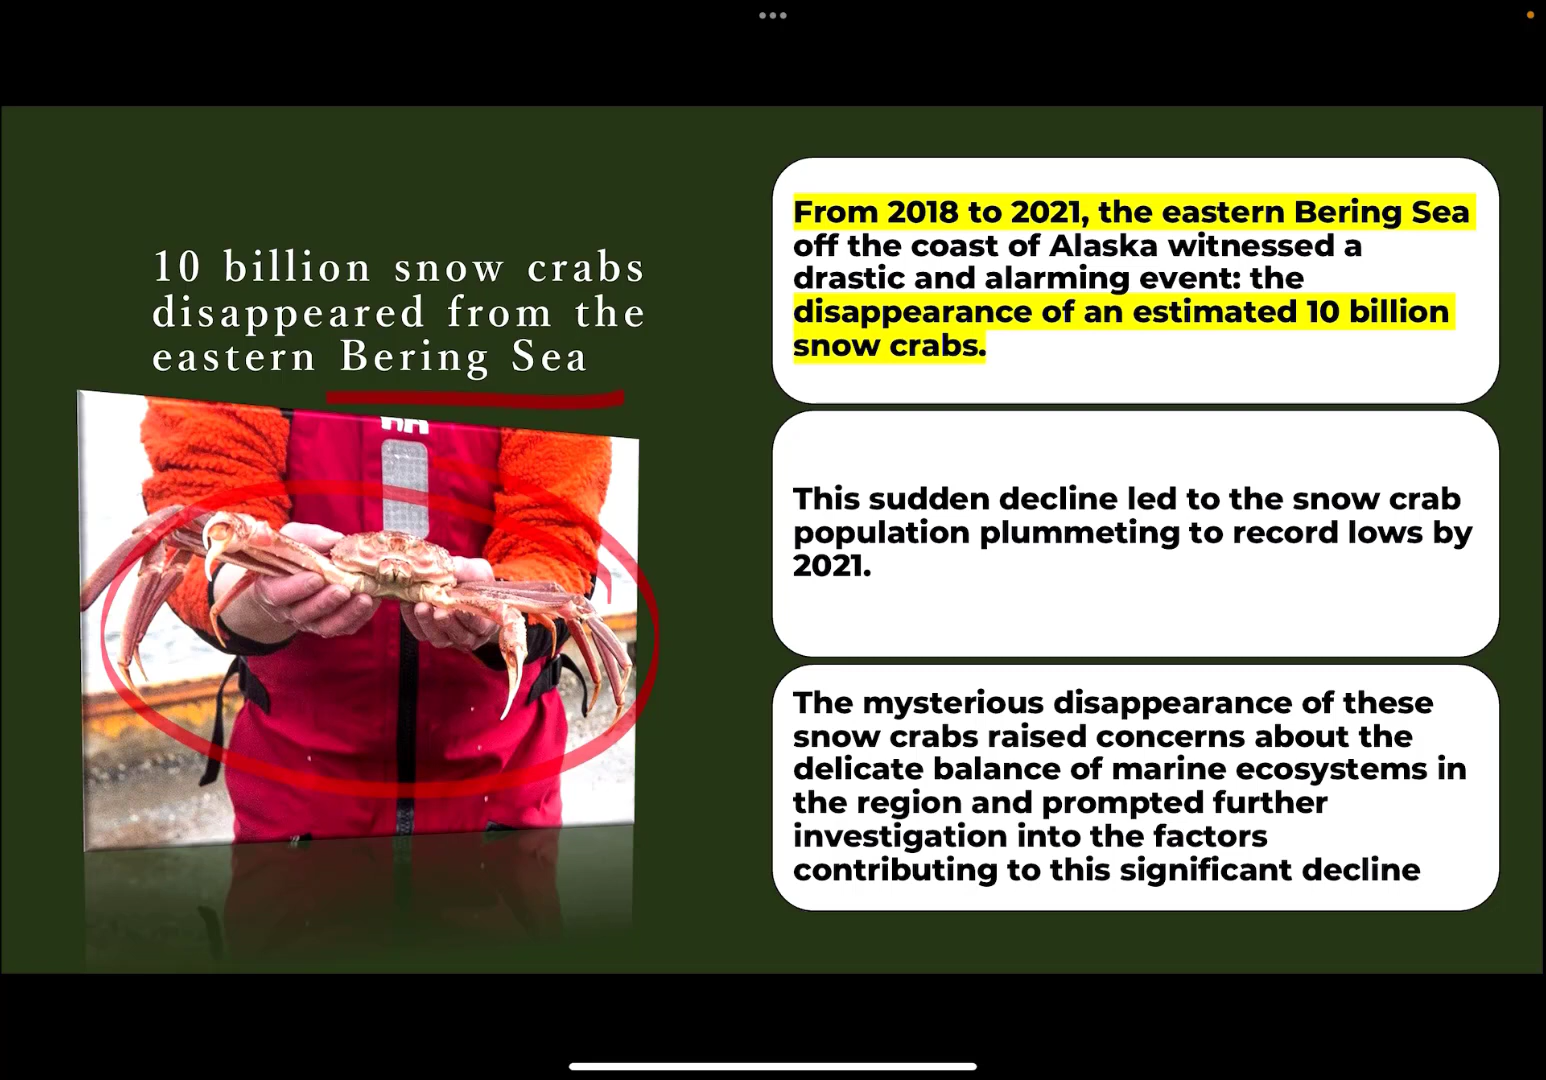 10 billion snow crabs
disappeared from the
eastern Bering Sea
From 2018 to 2021, the eastern Bering Sea
off the coast of Alaska witnessed a
drastic and alarming event: the
disappearance of an estimated 10 billion
snow crabs.
This sudden decline led to the snow crab
population plummeting to record lows by
2021.
The mysterious disappearance of these
snow crabs raised concerns about the
delicate balance of marine ecosystems in
the region and prompted further
investigation into the factors
contributing to this significant decline